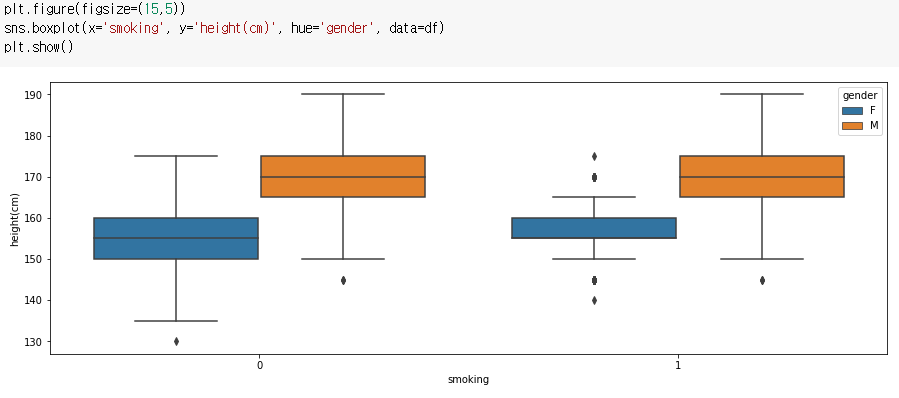 plt.figure(figsize=(15,5))
sns.boxplot(x='smoking', y='height(cm)', hue='gender', data=df)
plt.show()
190
180
170
160
150
140
130
height(cm)
gender
F
M
0
1
smoking